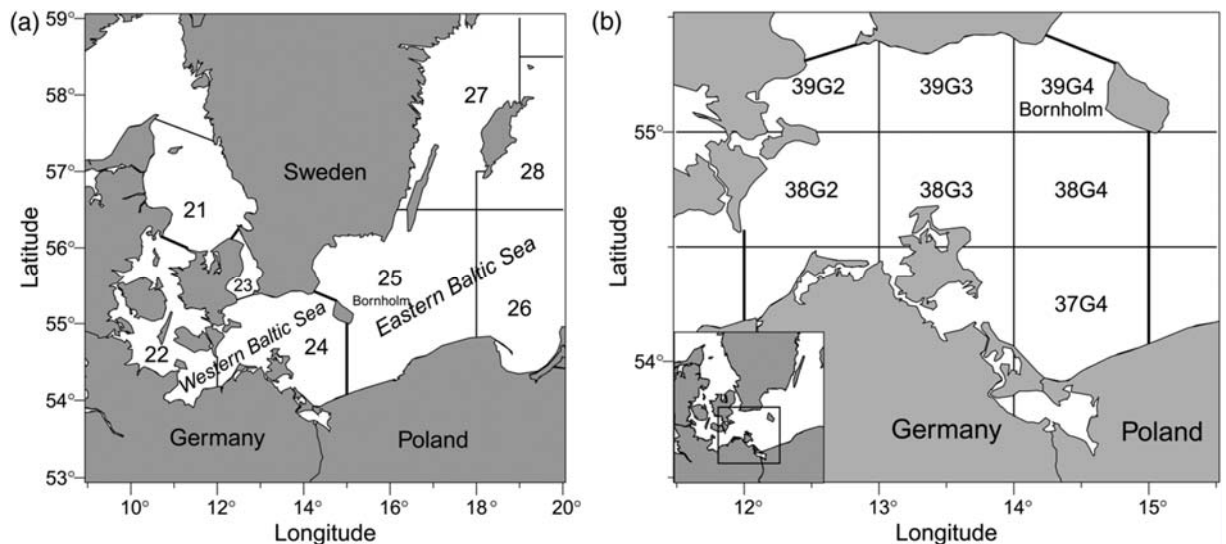 (a)
59°
58°
57°
56°
55°
54°
53°
Latitude
10°
12°
14°
16°
18°
20°
Longitude
27
28
Sweden
21
23
25
Bornholm
Eastern Baltic Sea
26
Western Baltic Sea
24
22
Germany
Poland
(b)
55°
54°
Latitude
12°
13°
14°
15°
Longitude
39G2
39G3
39G4
Bornholm
38G2
38G3
38G4
37G4
Germany
Poland